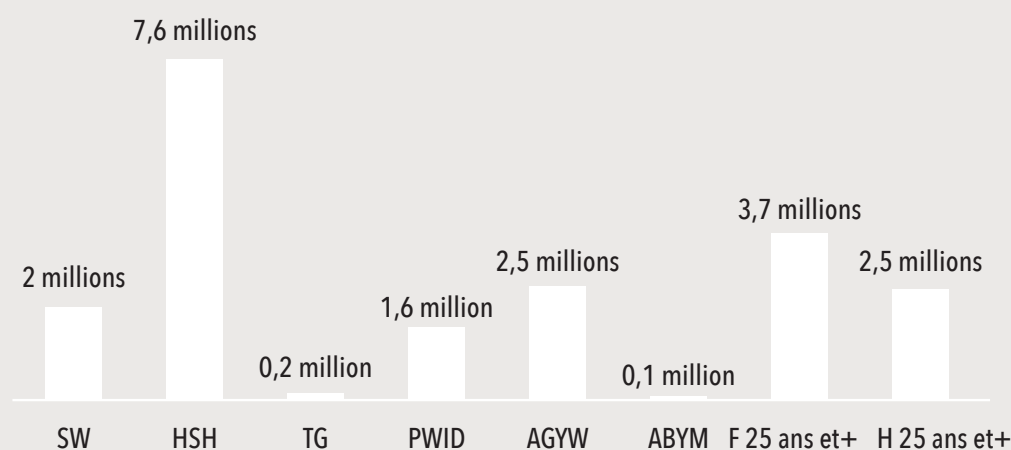 7,6 millions
3,7 millions
2 millions
2,5 millions
2,5 millions
1,6 million
0,2 million
0,1 million
SW HSH TG PWID AGYW ABYM F 25 ans et+ H 25 ans et+